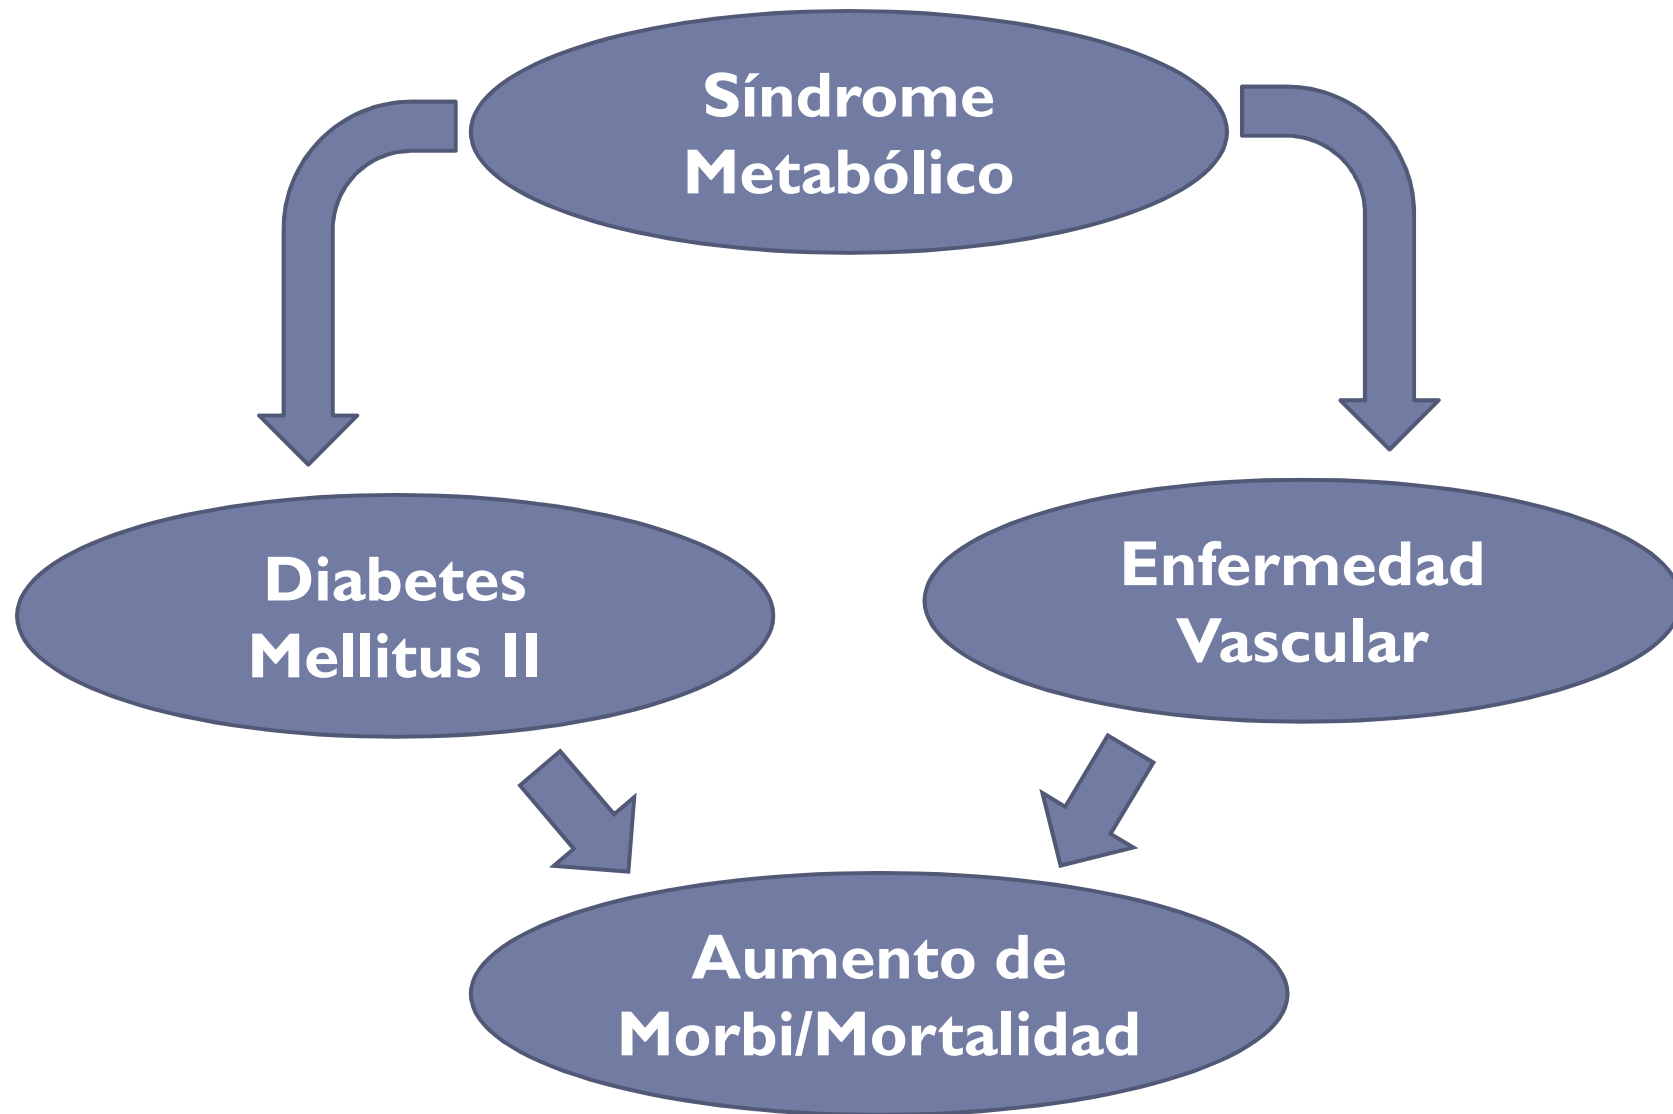 Síndrome
Metabólico
Diabetes
Mellitus II
Enfermedad
Vascular
Aumento de
Morbi/Mortalidad